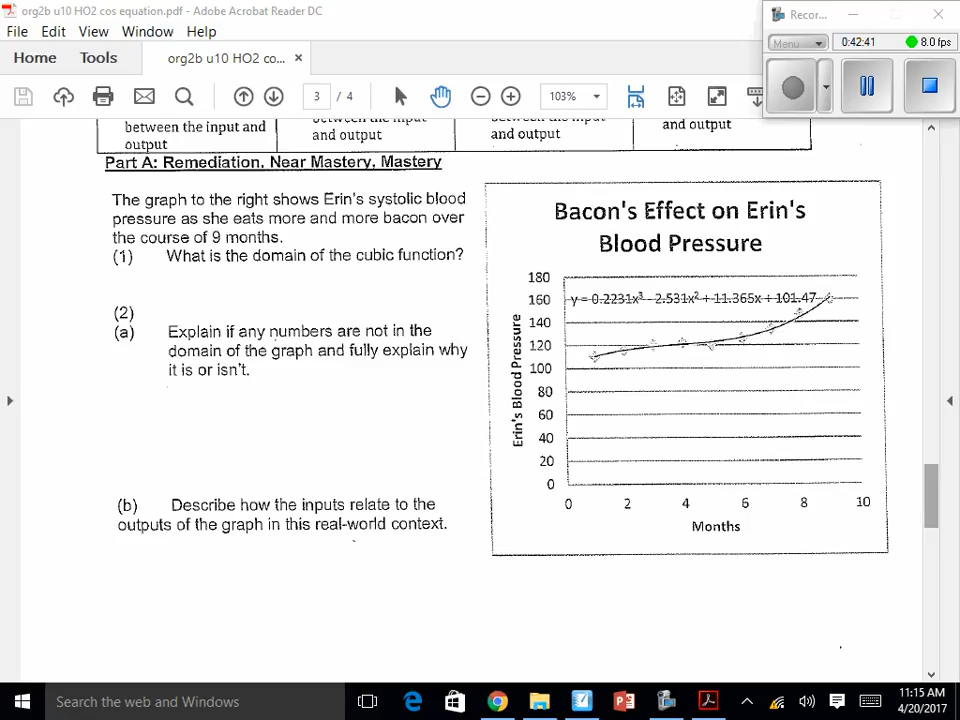 org2b u10 HO2 cos equation.pdf - Adobe Acrobat Reader DC
File Edit View Window Help
Home Tools org2b u10 HO2 co... ×
3 / 4 103%
Recor...
Menu 0:42:41 8.0 fps
between the input and
output
between the input
and output
between the input
and output
and output
Part A: Remediation, Near Mastery, Mastery
The graph to the right shows Erin's systolic blood
pressure as she eats more and more bacon over
the course of 9 months.
(1) What is the domain of the cubic function?
(2)
(a) Explain if any numbers are not in the
domain of the graph and fully explain why
it is or isn't.
(b) Describe how the inputs relate to the
outputs of the graph in this real-world context.
Bacon's Effect on Erin's
Blood Pressure
y = 0.2231x³ - 2.531x² + 11.365x + 101.47
Erin's Blood Pressure
180
160
140
120
100
80
60
40
20
0
0 2 4 6 8 10
Months
Search the web and Windows
11:15 AM
4/20/2017